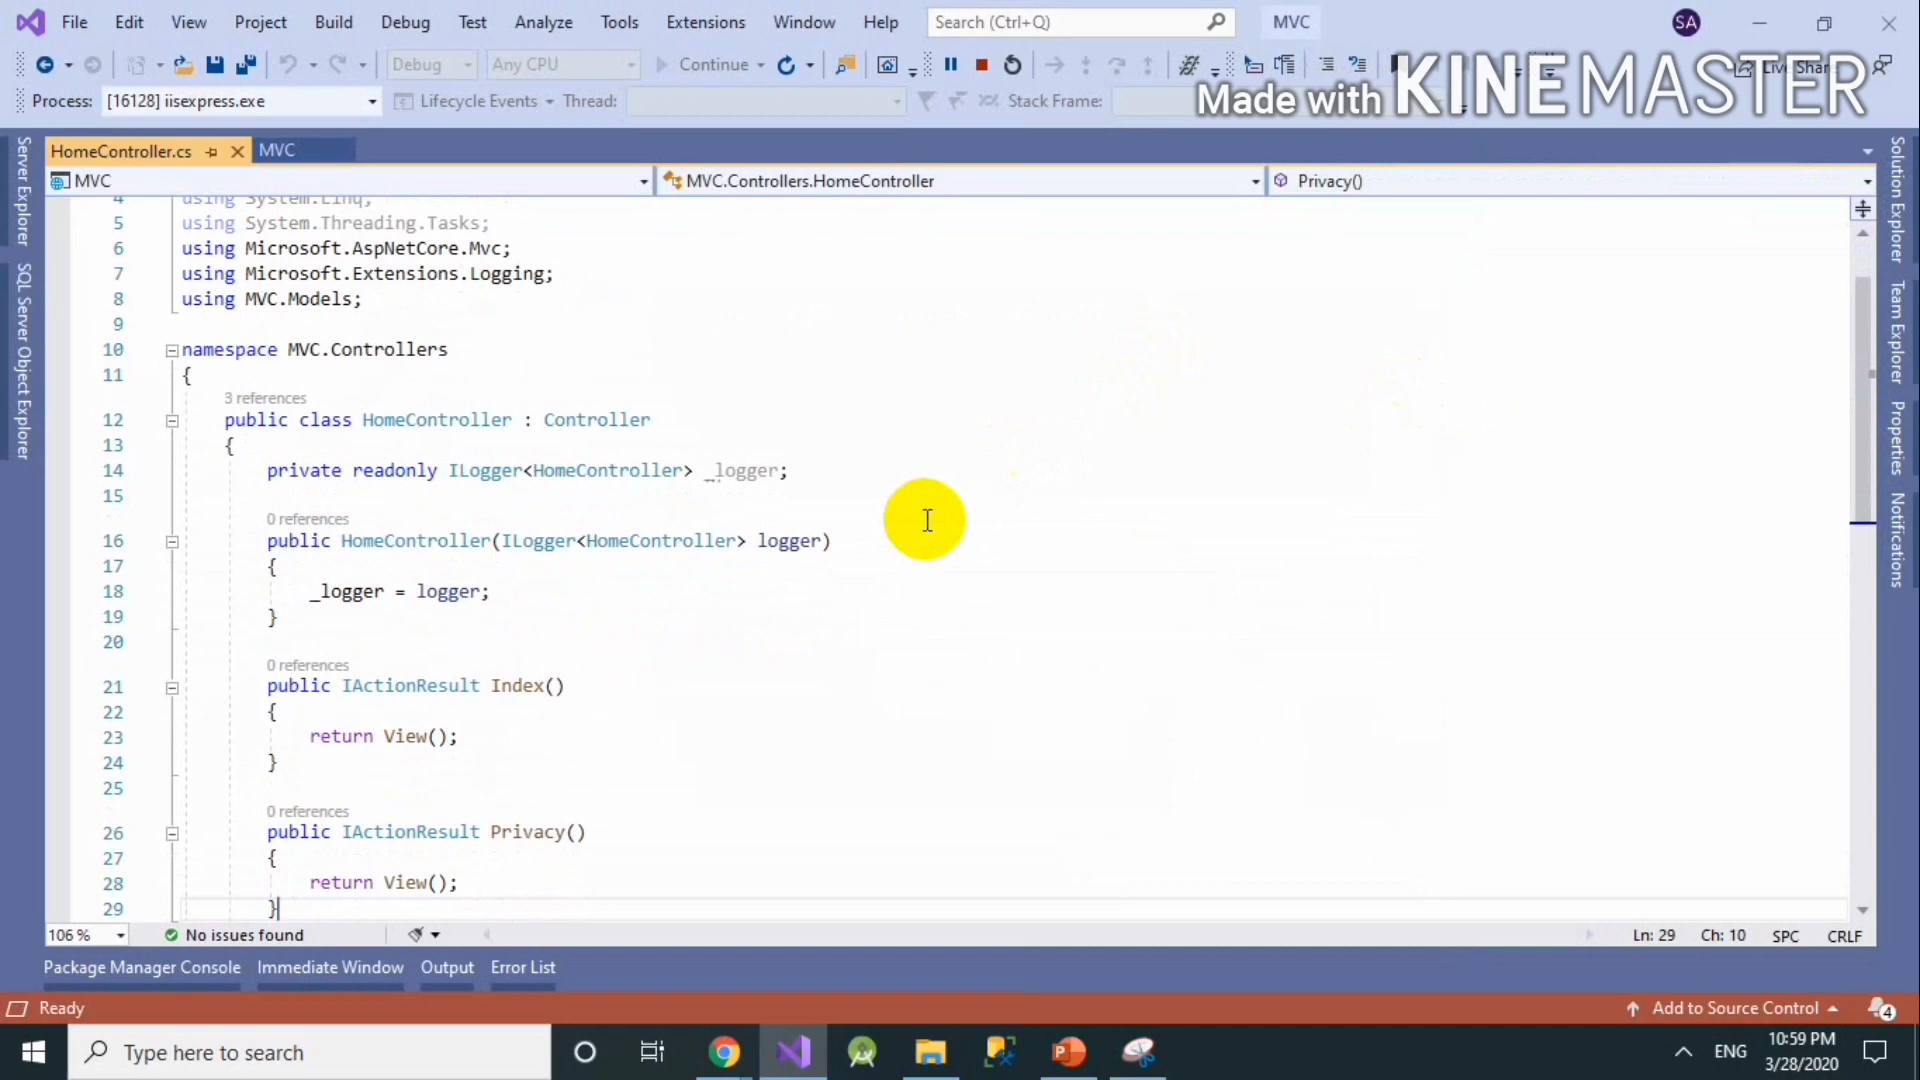 File Edit View Project Build Debug Test Analyze Tools Extensions Window Help Search (Ctrl+Q) MVC SA
Debug Any CPU Continue Live Share
Process: [16128] iisexpress.exe Lifecycle Events Thread: Stack Frame:
Made with KINEMASTER
HomeController.cs MVC
MVC MVC.Controllers.HomeController Privacy()
Server Explorer
SQL Server Object Explorer
Solution Explorer
Team Explorer
Properties
Notifications
4 using System.Linq;
5 using System.Threading.Tasks;
6 using Microsoft.AspNetCore.Mvc;
7 using Microsoft.Extensions.Logging;
8 using MVC.Models;
9
10 namespace MVC.Controllers
11 {
3 references
12 public class HomeController : Controller
13 {
14 private readonly ILogger<HomeController> _logger;
15
0 references
16 public HomeController(ILogger<HomeController> logger)
17 {
18 _logger = logger;
19 }
20
0 references
21 public IActionResult Index()
22 {
23 return View();
24 }
25
0 references
26 public IActionResult Privacy()
27 {
28 return View();
29 }
106 % No issues found Ln: 29 Ch: 10 SPC CRLF
Package Manager Console Immediate Window Output Error List
Ready Add to Source Control 4
Type here to search ENG 10:59 PM
3/28/2020